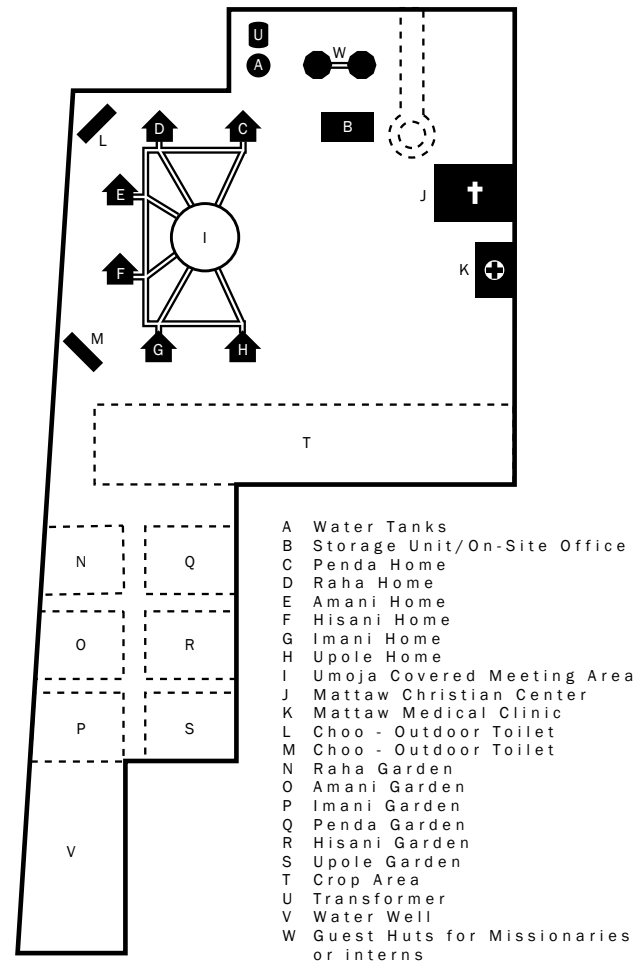 U
A
W
D
C
B
L
E
J
I
K
F
M
G
H
T
N
Q
O
R
P
S
V
A Water Tanks
B Storage Unit/On-Site Office
C Penda Home
D Raha Home
E Amani Home
F Hisani Home
G Imani Home
H Upole Home
I Umoja Covered Meeting Area
J Mattaw Christian Center
K Mattaw Medical Clinic
L Choo - Outdoor Toilet
M Choo - Outdoor Toilet
N Raha Garden
O Amani Garden
P Imani Garden
Q Penda Garden
R Hisani Garden
S Upole Garden
T Crop Area
U Transformer
V Water Well
W Guest Huts for Missionaries
or interns